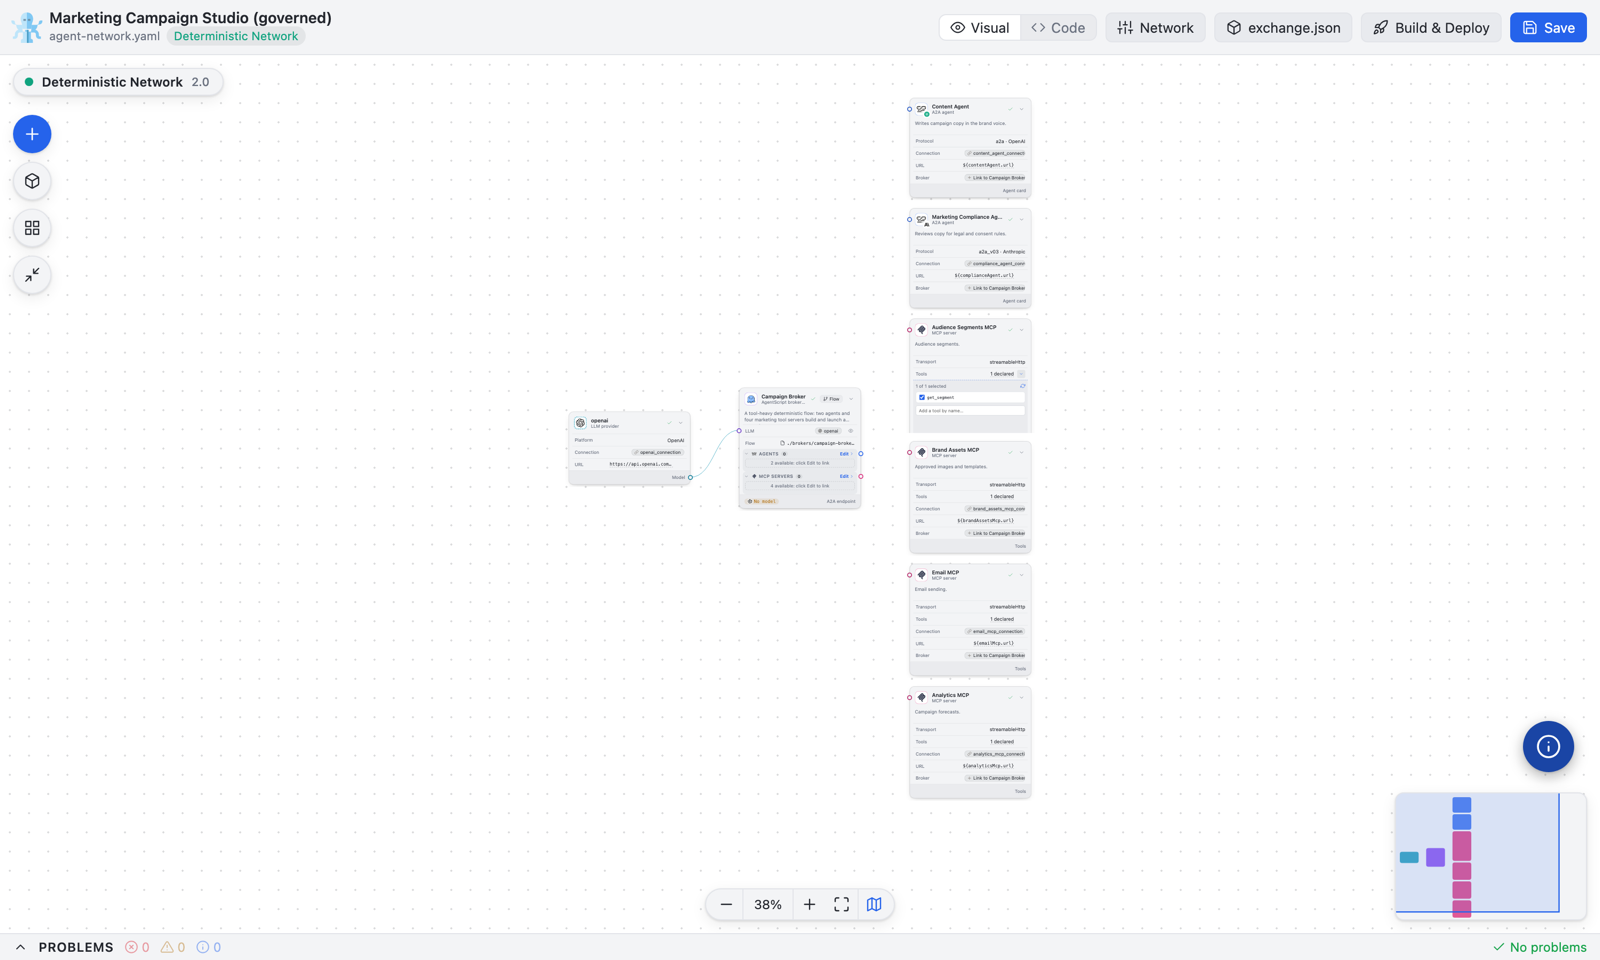 Marketing Campaign Studio (governed)
agent-network.yaml Deterministic Network
Visual Code Network exchange.json Build & Deploy Save
Deterministic Network 2.0
Content Agent
A2A agent
Writes campaign copy in the brand voice.
Protocol a2a · OpenAI
Connection content_agent_connecti
URL ${contentAgent.url}
Broker + Link to Campaign Broker
Agent card
Marketing Compliance Ag...
A2A agent
Reviews copy for legal and consent rules.
Protocol a2a_v03 · Anthropic
Connection compliance_agent_conn
URL ${complianceAgent.url}
Broker + Link to Campaign Broker
Agent card
Audience Segments MCP
MCP server
Audience segments.
Transport streamableHttp
Tools 1 declared
1 of 1 selected
get_segment
Add a tool by name...
openai
LLM provider
Platform OpenAI
Connection openai_connection
URL https://api.openai.com…
Model
Campaign Broker
AgentScript broker...
Flow
A tool-heavy deterministic flow: two agents and
four marketing tool servers build and launch a...
LLM openai
Flow ./brokers/campaign-broke…
AGENTS 0 Edit
2 available: click Edit to link
MCP SERVERS 0 Edit
4 available: click Edit to link
No model A2A endpoint
Brand Assets MCP
MCP server
Approved images and templates.
Transport streamableHttp
Tools 1 declared
Connection brand_assets_mcp_con
URL ${brandAssetsMcp.url}
Broker + Link to Campaign Broker
Tools
Email MCP
MCP server
Email sending.
Transport streamableHttp
Tools 1 declared
Connection email_mcp_connection
URL ${emailMcp.url}
Broker + Link to Campaign Broker
Tools
Analytics MCP
MCP server
Campaign forecasts.
Transport streamableHttp
Tools 1 declared
Connection analytics_mcp_connecti
URL ${analyticsMcp.url}
Broker + Link to Campaign Broker
Tools
38%
PROBLEMS 0 0 0
No problems